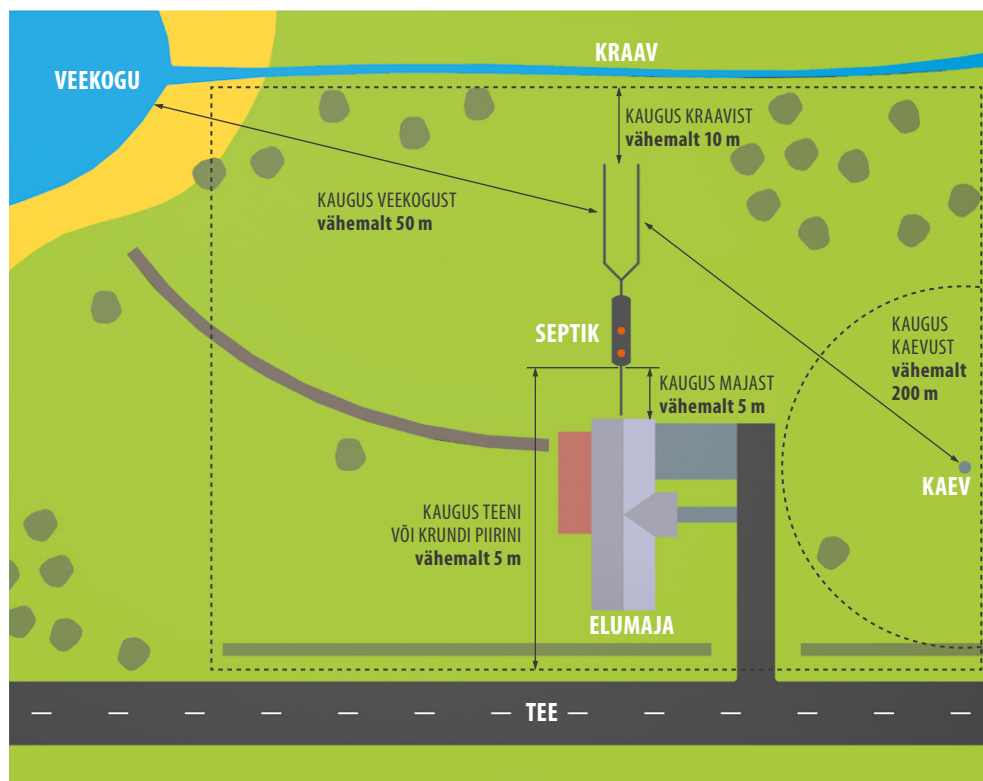 KRAAV
VEEKOGU
KAUGUS KRAAVIST
vähemalt 10 m
KAUGUS VEEKOGUST
vähemalt 50 m
SEPTIK
KAUGUS
KAEVUST
vähemalt
200 m
KAUGUS MAJAST
vähemalt 5 m
KAEV
KAUGUS TEENI
VÕI KRUNDI PIIRINI
vähemalt 5 m
ELUMAJA
TEE